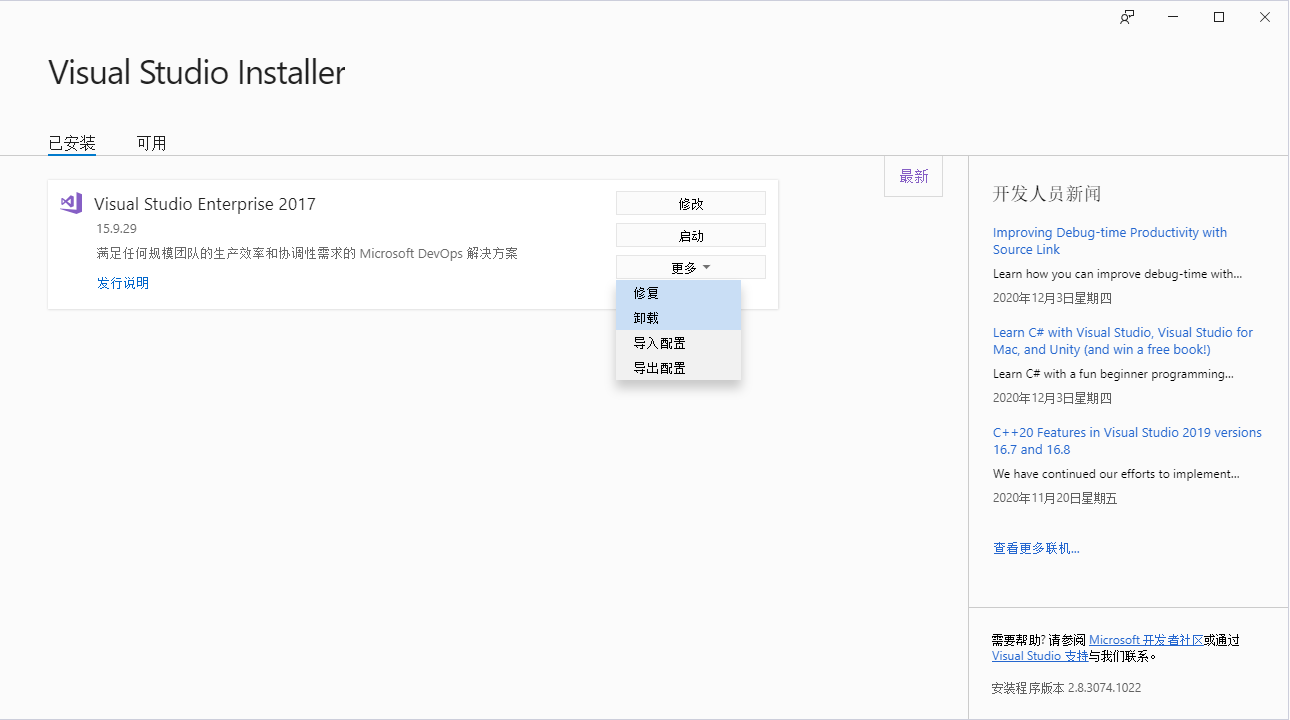 Visual Studio Installer
已安装
可用
Visual Studio Enterprise 2017
15.9.29
满足任何规模团队的生产效率和协调性需求的 Microsoft DevOps 解决方案
发行说明
修改
启动
更多
修复
卸载
导入配置
导出配置
最新
开发人员新闻
Improving Debug-time Productivity with
Source Link
Learn how you can improve debug-time with...
2020年12月3日星期四
Learn C# with Visual Studio, Visual Studio for
Mac, and Unity (and win a free book!)
Learn C# with a fun beginner programming...
2020年12月3日星期四
C++20 Features in Visual Studio 2019 versions
16.7 and 16.8
We have continued our efforts to implement...
2020年11月20日星期五
查看更多联机...
需要帮助? 请参阅 Microsoft 开发者社区或通过
Visual Studio 支持与我们联系。
安装程序版本 2.8.3074.1022